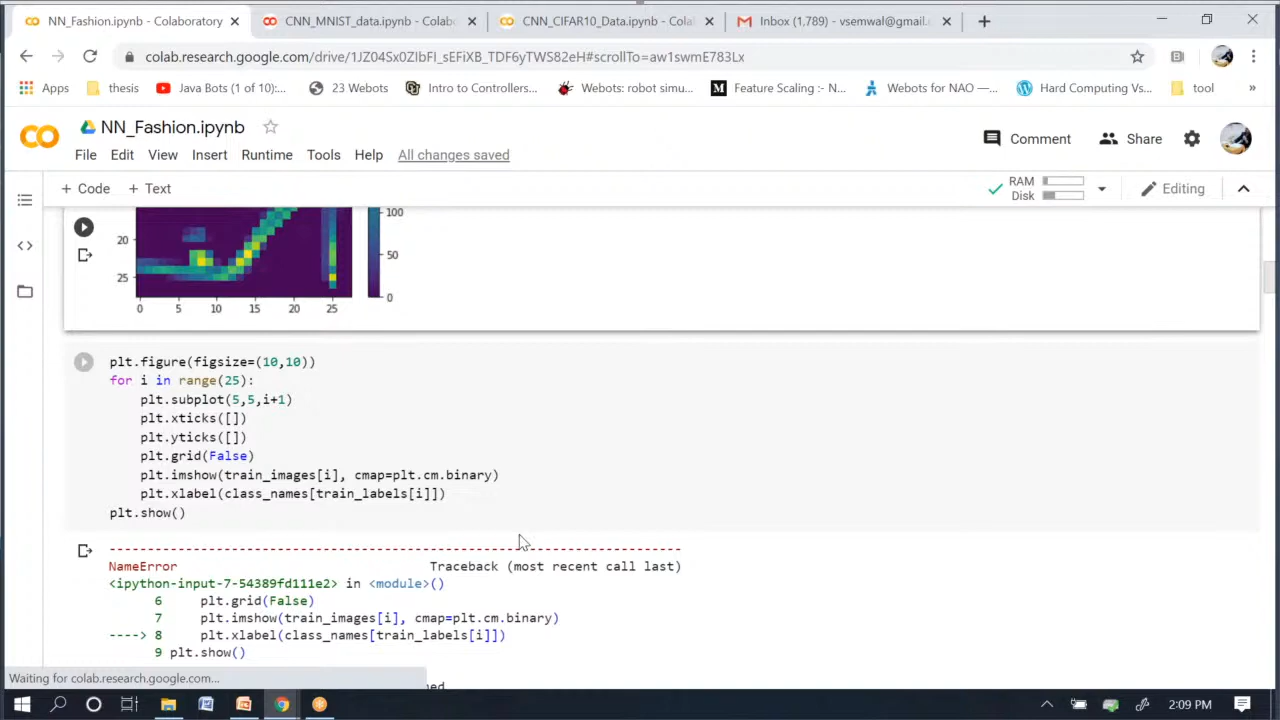 NN_Fashion.ipynb - Colaboratory
CNN_MNIST_data.ipynb - Colabo
CNN_CIFAR10_Data.ipynb - Cola
Inbox (1,789) - vsemwal@gmail.c
colab.research.google.com/drive/1JZ04Sx0ZIbFI_sEFiXB_TDF6yTWS82eH#scrollTo=aw1swmE783Lx
Apps thesis Java Bots (1 of 10):... 23 Webots Intro to Controllers... Webots: robot simu... Feature Scaling :- N... Webots for NAO —... Hard Computing Vs... tool »
NN_Fashion.ipynb
Comment Share
File Edit View Insert Runtime Tools Help All changes saved
+ Code + Text RAM Disk Editing
100
20
50
25
0
0 5 10 15 20 25
plt.figure(figsize=(10,10))
for i in range(25):
plt.subplot(5,5,i+1)
plt.xticks([])
plt.yticks([])
plt.grid(False)
plt.imshow(train_images[i], cmap=plt.cm.binary)
plt.xlabel(class_names[train_labels[i]])
plt.show()
---------------------------------------------------------------------------
NameError Traceback (most recent call last)
<ipython-input-7-54389fd111e2> in <module>()
6 plt.grid(False)
7 plt.imshow(train_images[i], cmap=plt.cm.binary)
----> 8 plt.xlabel(class_names[train_labels[i]])
9 plt.show()
Waiting for colab.research.google.com...
2:09 PM